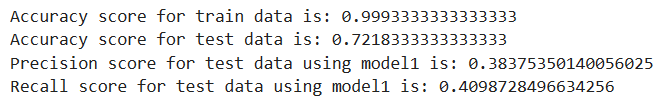 Accuracy score for train data is: 0.9993333333333333
Accuracy score for test data is: 0.7218333333333333
Precision score for test data using model1 is: 0.38375350140056025
Recall score for test data using model1 is: 0.4098728496634256